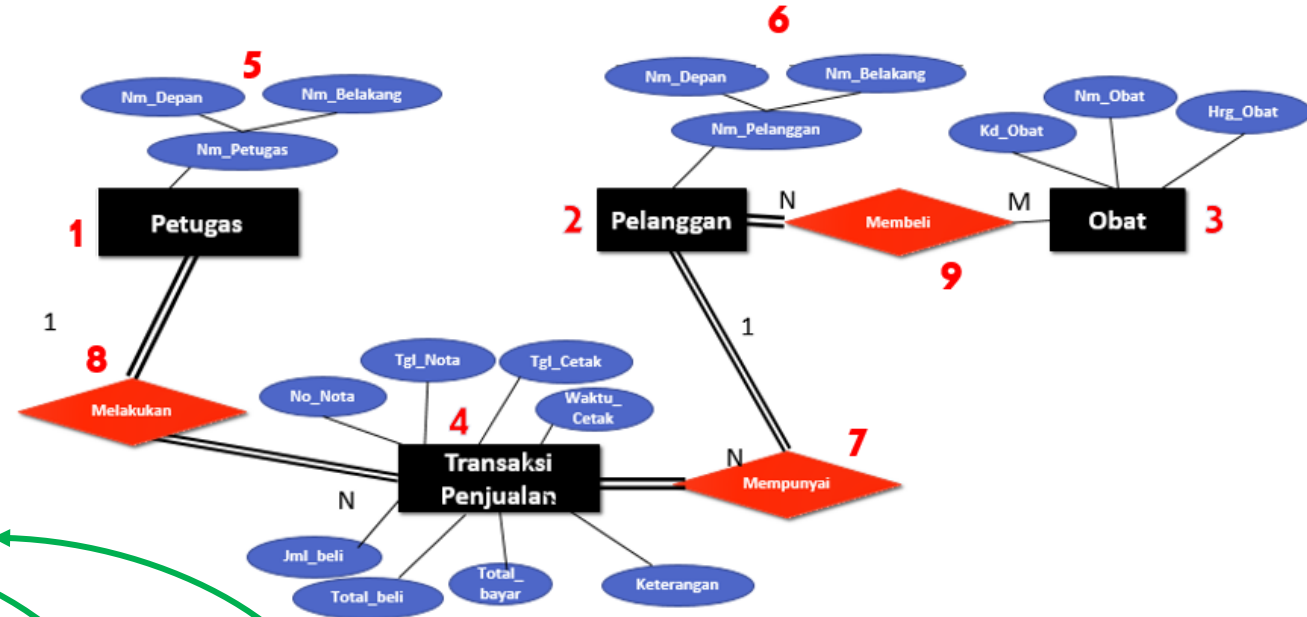 6
5
Nm_Depan
Nm_Belakang
Nm_Depan
Nm_Belakang
Nm_Petugas
Nm_Pelanggan
Nm_Obat
Kd_Obat
Hrg_Obat
1
Petugas
2
Pelanggan
N
Membeli
M
Obat
3
9
1
8
Melakukan
1
Tgl_Nota
Tgl_Cetak
No_Nota
Waktu_
Cetak
4
Transaksi
Penjualan
N
N
7
Mempunyai
Jml_beli
Total_beli
Total_
bayar
Keterangan